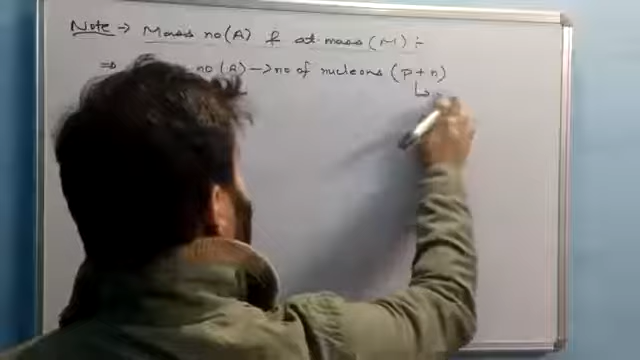 Note → Mass no(A) & at. mass (M) :-
⇒ no(A) → no of nucleons (p + n)
↳